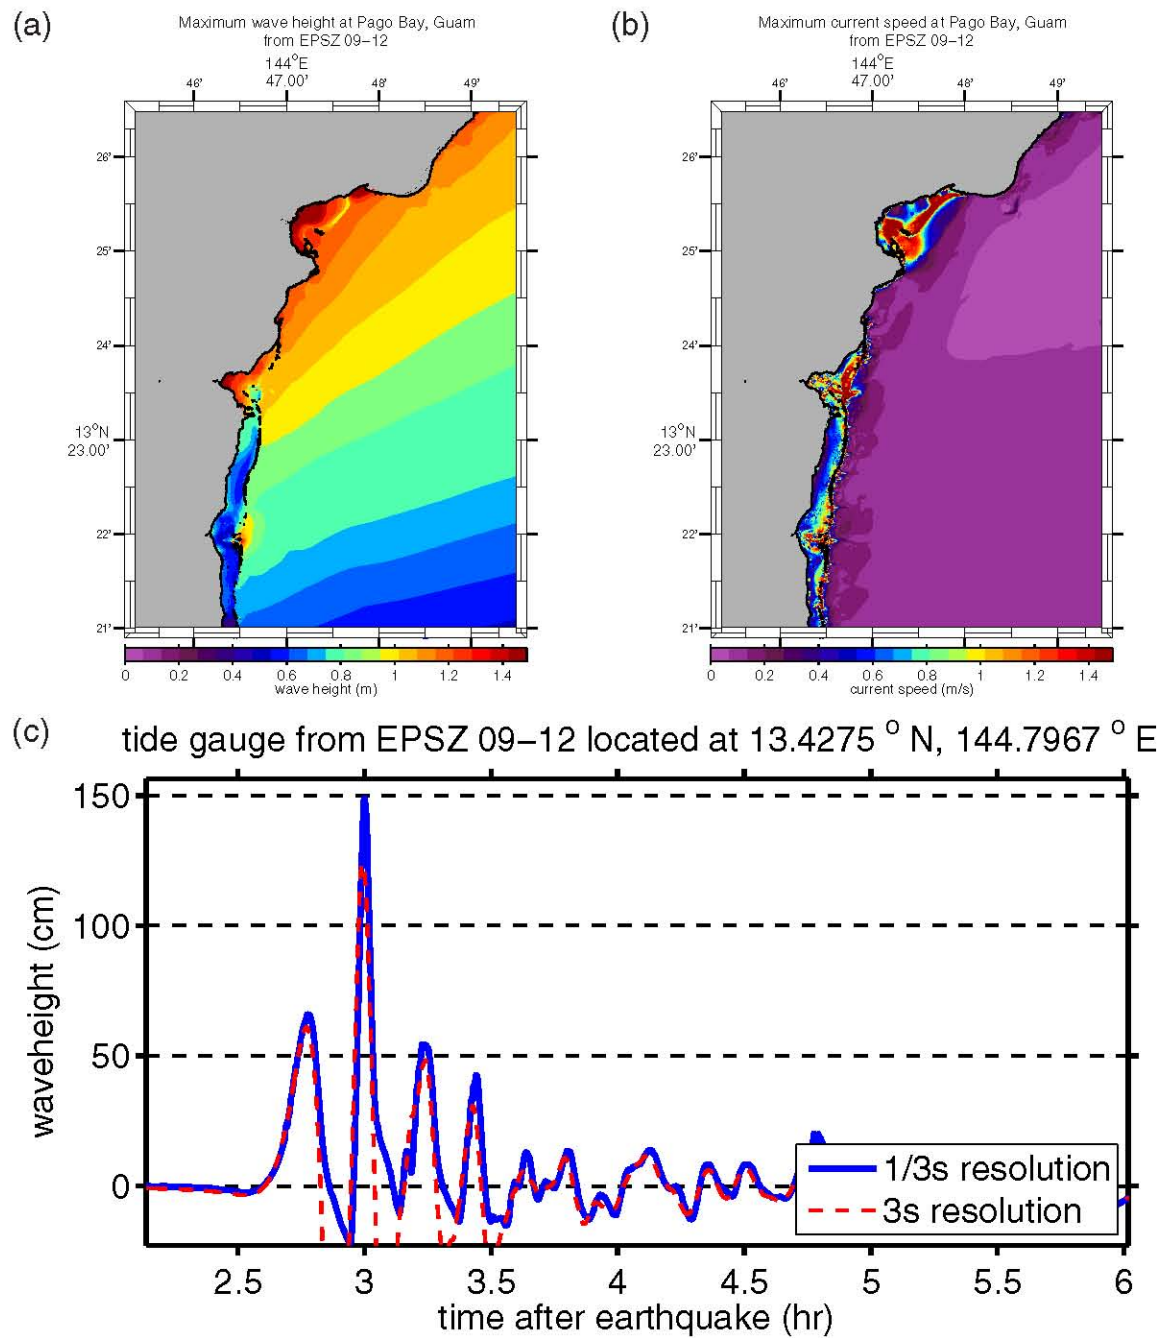 (a)
Maximum wave height at Pago Bay, Guam
from EPSZ 09–12
144°E
46' 47.00' 48' 49'
26'
25'
24'
13°N
23.00'
22'
21'
0 0.2 0.4 0.6 0.8 1 1.2 1.4
wave height (m)
(b)
Maximum current speed at Pago Bay, Guam
from EPSZ 09–12
144°E
46' 47.00' 48' 49'
26'
25'
24'
13°N
23.00'
22'
21'
0 0.2 0.4 0.6 0.8 1 1.2 1.4
current speed (m/s)
(c)
tide gauge from EPSZ 09–12 located at 13.4275 ° N, 144.7967 ° E
150
100
50
0
waveheight (cm)
1/3s resolution
3s resolution
2.5 3 3.5 4 4.5 5 5.5 6
time after earthquake (hr)